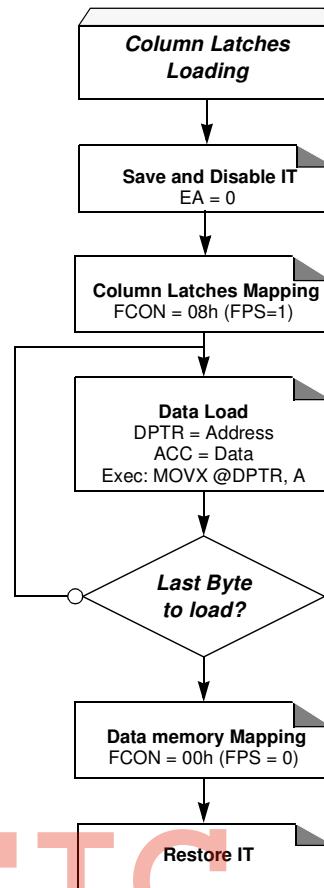 Column Latches
Loading
Save and Disable IT
EA = 0
Column Latches Mapping
FCON = 08h (FPS=1)
Data Load
DPTR = Address
ACC = Data
Exec: MOVX @DPTR, A
Last Byte
to load?
Data memory Mapping
FCON = 00h (FPS = 0)
Restore IT